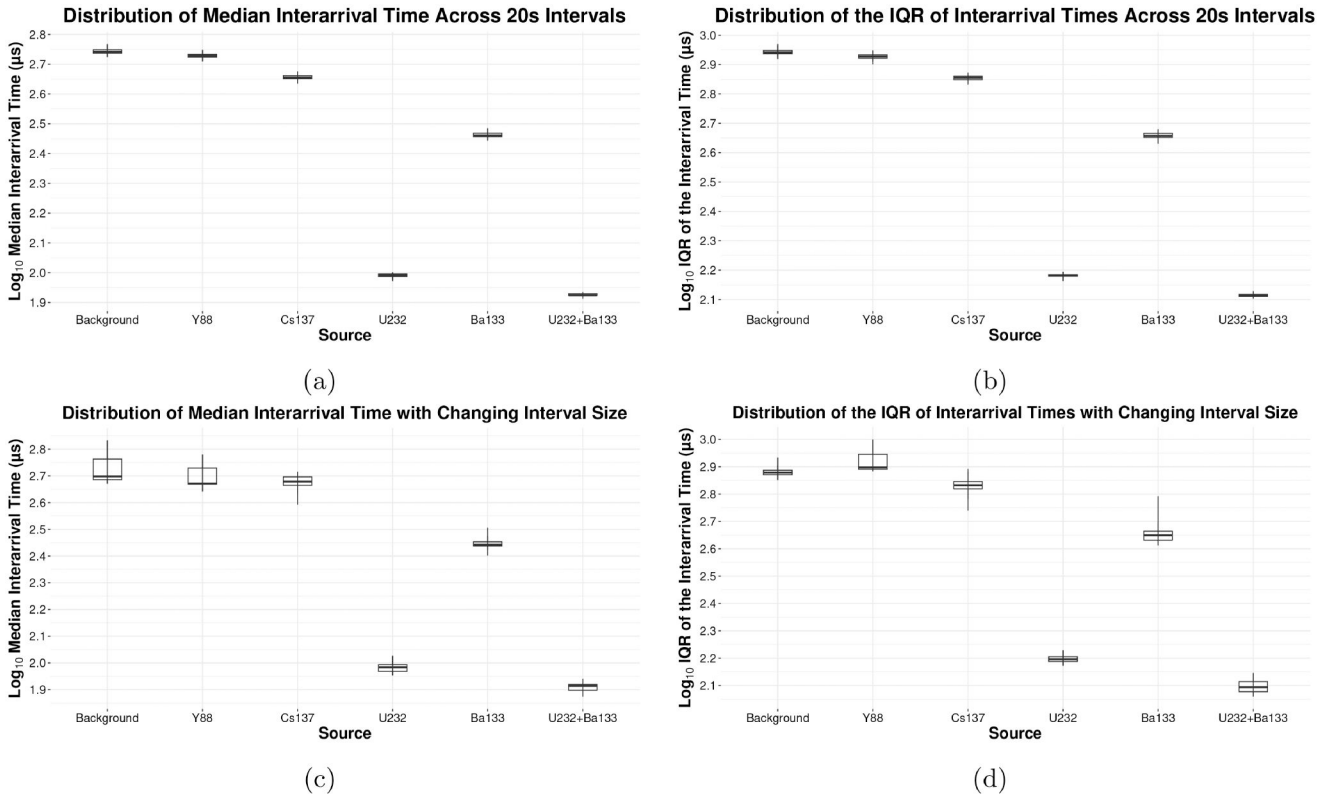 Distribution of Median Interarrival Time Across 20s Intervals
Log₁₀ Median Interarrival Time (µs)
2.8
2.7
2.6
2.5
2.4
2.3
2.2
2.1
2.0
1.9
Background Y88 Cs137 U232 Ba133 U232+Ba133
Source
(a)
Distribution of the IQR of Interarrival Times Across 20s Intervals
Log₁₀ IQR of the Interarrival Time (µs)
3.0
2.9
2.8
2.7
2.6
2.5
2.4
2.3
2.2
2.1
Background Y88 Cs137 U232 Ba133 U232+Ba133
Source
(b)
Distribution of Median Interarrival Time with Changing Interval Size
Log₁₀ Median Interarrival Time (µs)
2.8
2.7
2.6
2.5
2.4
2.3
2.2
2.1
2.0
1.9
Background Y88 Cs137 U232 Ba133 U232+Ba133
Source
(c)
Distribution of the IQR of Interarrival Times with Changing Interval Size
Log₁₀ IQR of the Interarrival Time (µs)
3.0
2.9
2.8
2.7
2.6
2.5
2.4
2.3
2.2
2.1
Background Y88 Cs137 U232 Ba133 U232+Ba133
Source
(d)